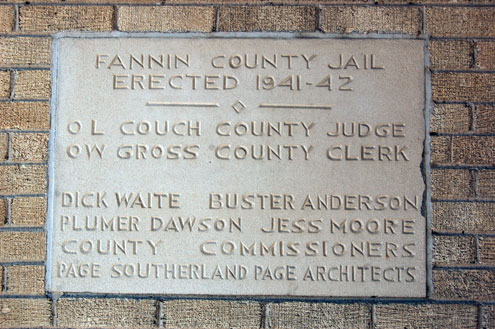 FANNIN COUNTY JAIL
ERECTED 1941-42
O L COUCH COUNTY JUDGE
OW GROSS COUNTY CLERK
DICK WAITE BUSTER ANDERSON
PLUMER DAWSON JESS MOORE
COUNTY COMMISSIONERS
PAGE SOUTHERLAND PAGE ARCHITECTS